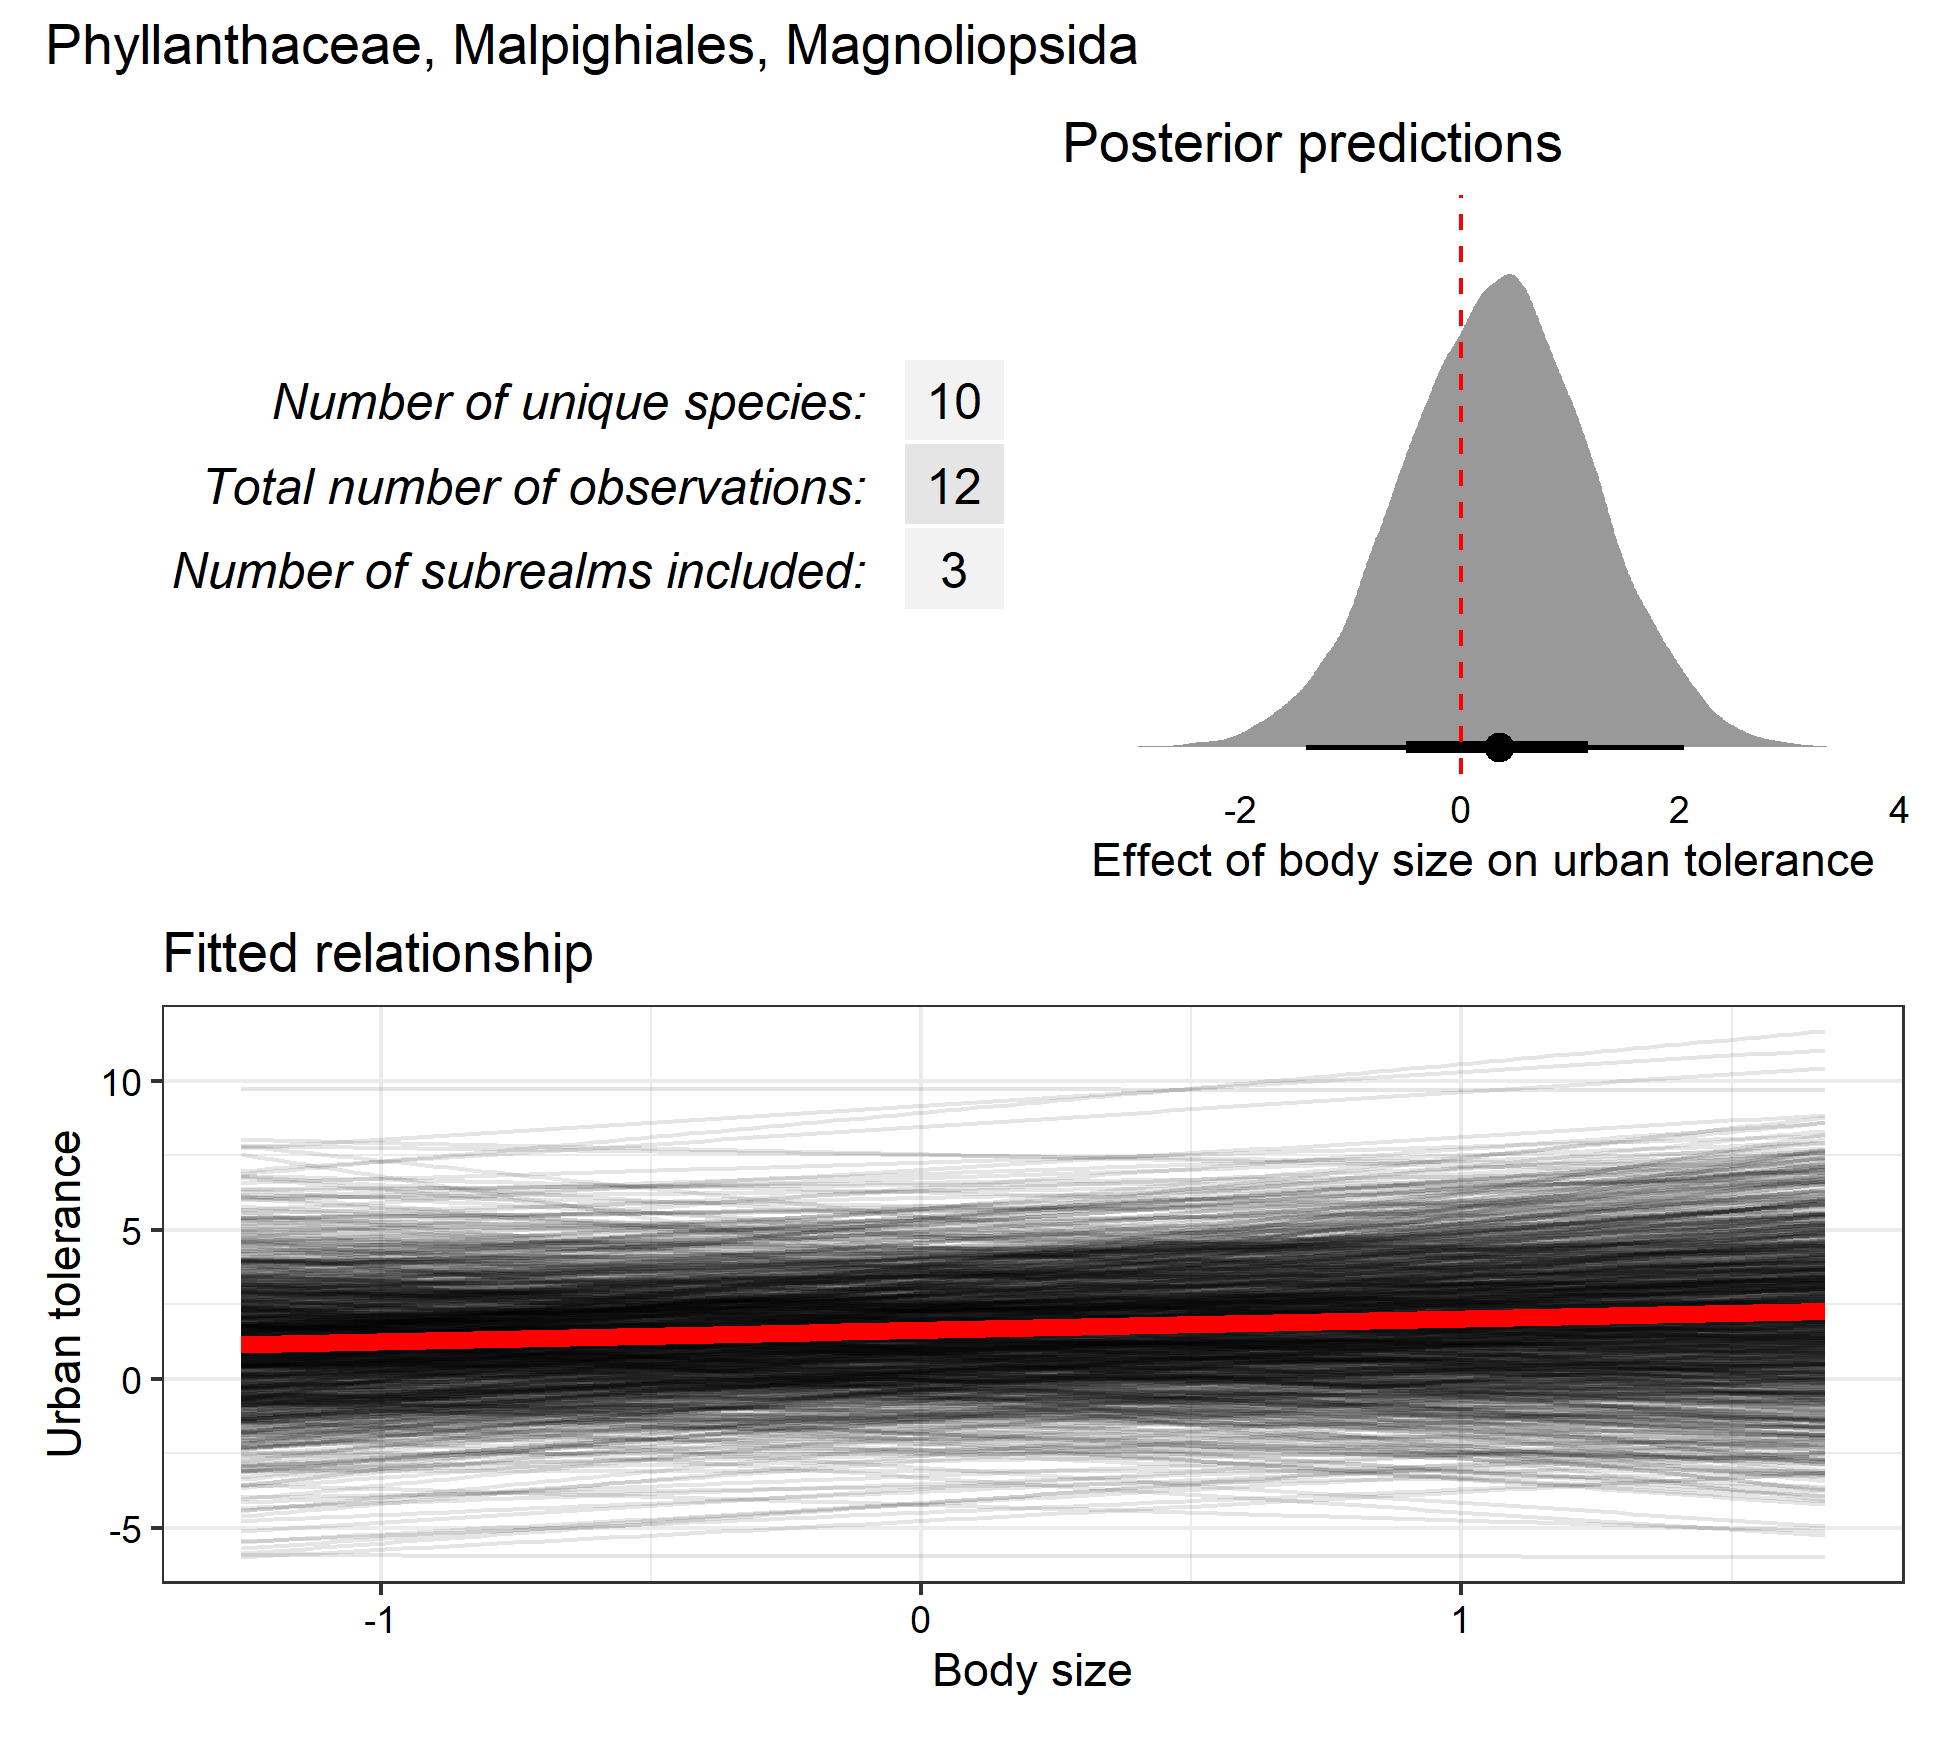 Phyllanthaceae, Malpighiales, Magnoliopsida
Posterior predictions
Number of unique species: 10
Total number of observations: 12
Number of subrealms included: 3
-2 0 2 4
Effect of body size on urban tolerance
Fitted relationship
Urban tolerance
10
5
0
-5
-1 0 1
Body size